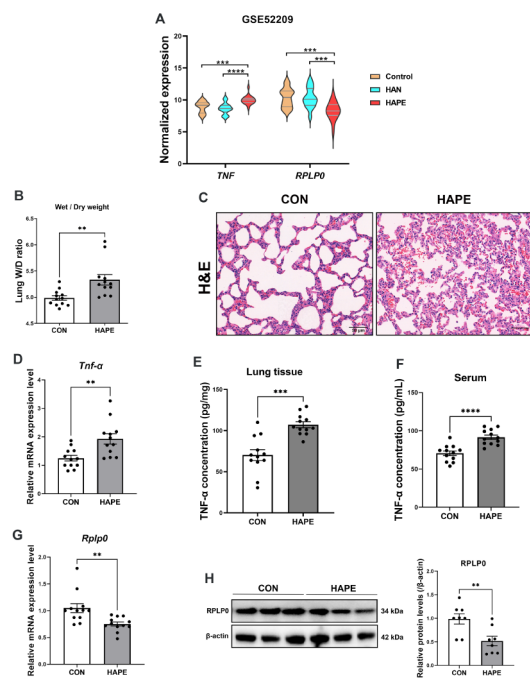 A
GSE52209
Normalized expression
20
15
10
5
0
***
****
***
***
TNF
RPLP0
Control
HAN
HAPE
B
Wet / Dry weight
Lung W/D ratio
6.5
6.0
5.5
5.0
4.5
**
CON
HAPE
C
CON
HAPE
H&E
D
Tnf-α
Relative mRNA expression level
4
3
2
1
0
**
CON
HAPE
E
Lung tissue
TNF-α concentration (pg/mg)
200
150
100
50
0
***
CON
HAPE
F
Serum
TNF-α concentration (pg/mL)
200
150
100
50
0
****
CON
HAPE
G
Rplp0
Relative mRNA expression level
2.0
1.5
1.0
0.5
0.0
**
CON
HAPE
H
CON
HAPE
RPLP0
34 kDa
β-actin
42 kDa
RPLP0
Relative protein levels (/β-actin)
2.0
1.5
1.0
0.5
0.0
**
CON
HAPE